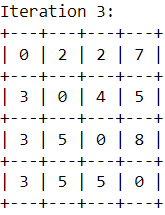 Iteration 3:
+---+---+---+---+
| 0 | 2 | 2 | 7 |
+---+---+---+---+
| 3 | 0 | 4 | 5 |
+---+---+---+---+
| 3 | 5 | 0 | 8 |
+---+---+---+---+
| 3 | 5 | 5 | 0 |
+---+---+---+---+